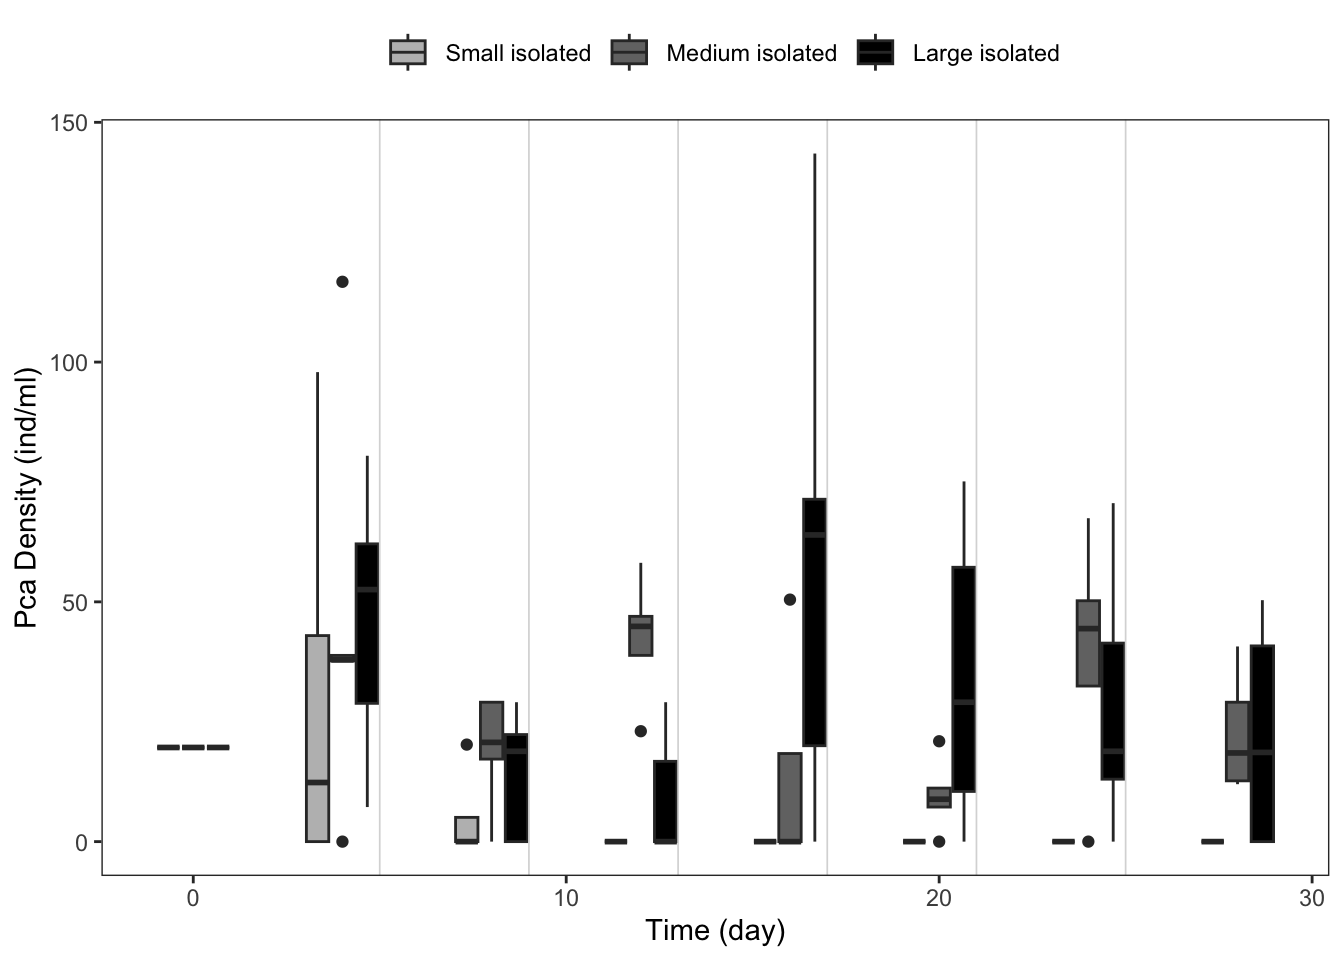 Small isolated Medium isolated Large isolated
150
100
50
0
Pca Density (ind/ml)
0 10 20 30
Time (day)